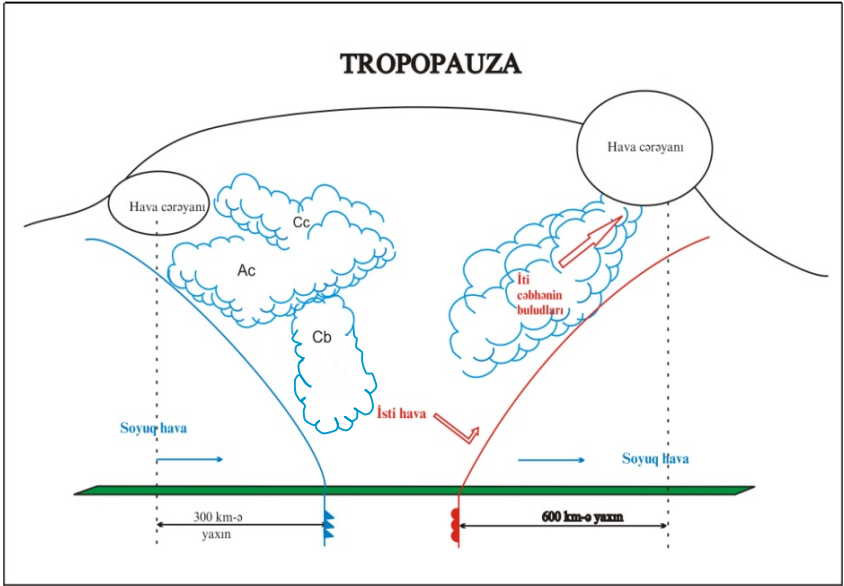 TROPOPAUZA
Hava cərəyanı
Hava cərəyanı
Cc
Ac
Cb
İti
cəbhənin
buludları
İsti hava
Soyuq hava
Soyuq hava
300 km-ə
yaxın
600 km-ə yaxın